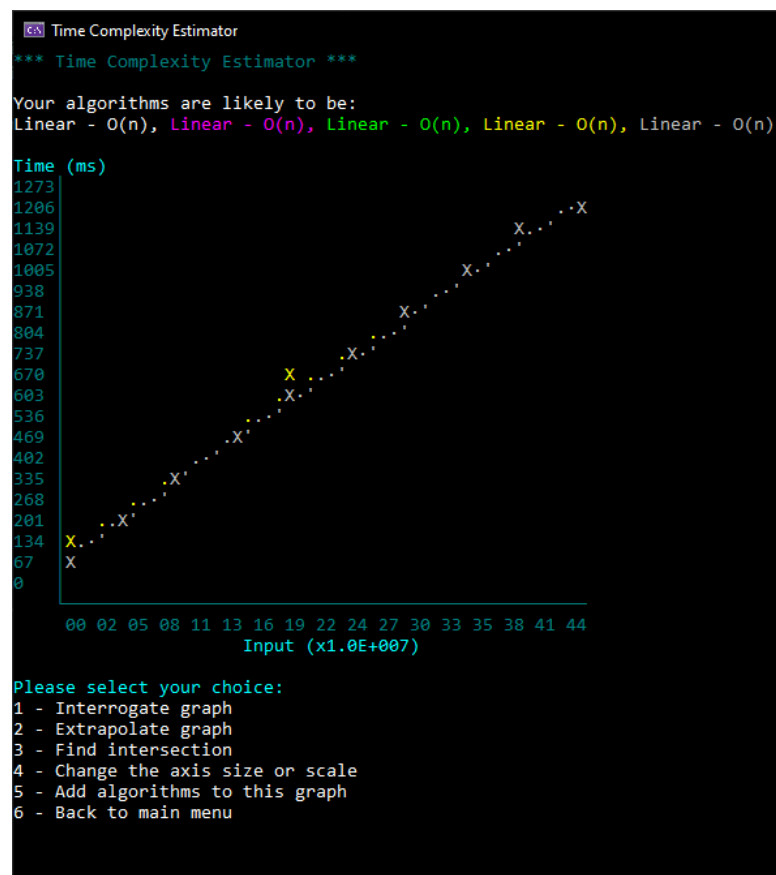 Time Complexity Estimator
*** Time Complexity Estimator ***
Your algorithms are likely to be:
Linear - O(n), Linear - O(n), Linear - O(n), Linear - O(n), Linear - O(n)
Time (ms)
1273
1206
1139
1072
1005
938
871
804
737
670
603
536
469
402
335
268
201
134
67
0
00 02 05 08 11 13 16 19 22 24 27 30 33 35 38 41 44
Input (x1.0E+007)
Please select your choice:
1 - Interrogate graph
2 - Extrapolate graph
3 - Find intersection
4 - Change the axis size or scale
5 - Add algorithms to this graph
6 - Back to main menu